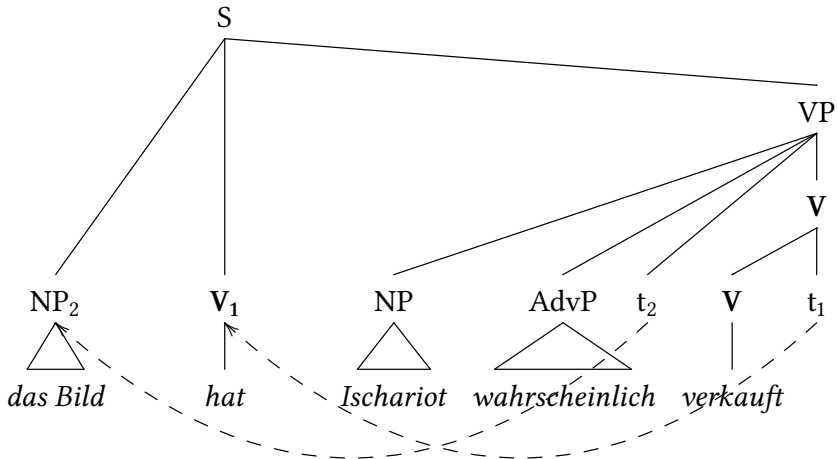 S
VP
V
NP₂ V₁ NP AdvP t₂ V t₁
das Bild hat Ischariot wahrscheinlich verkauft